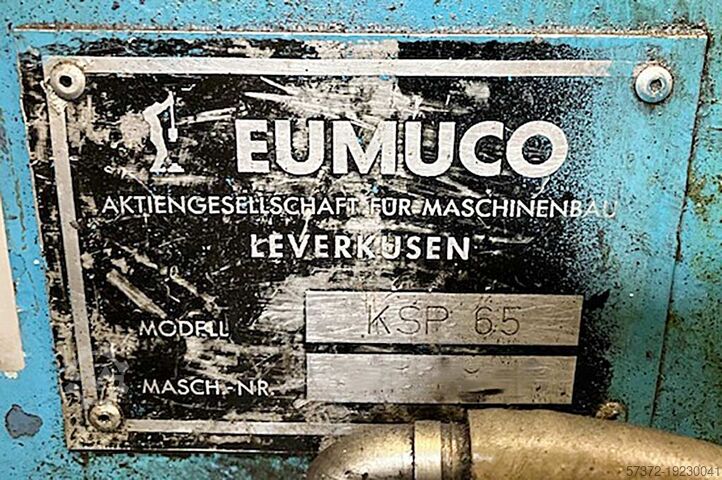 EUMUCO
AKTIENGESELLSCHAFT FÜR MASCHINENBAU
LEVERKUSEN
MODELL KSP 65
MASCH.-NR.
57372-19230041